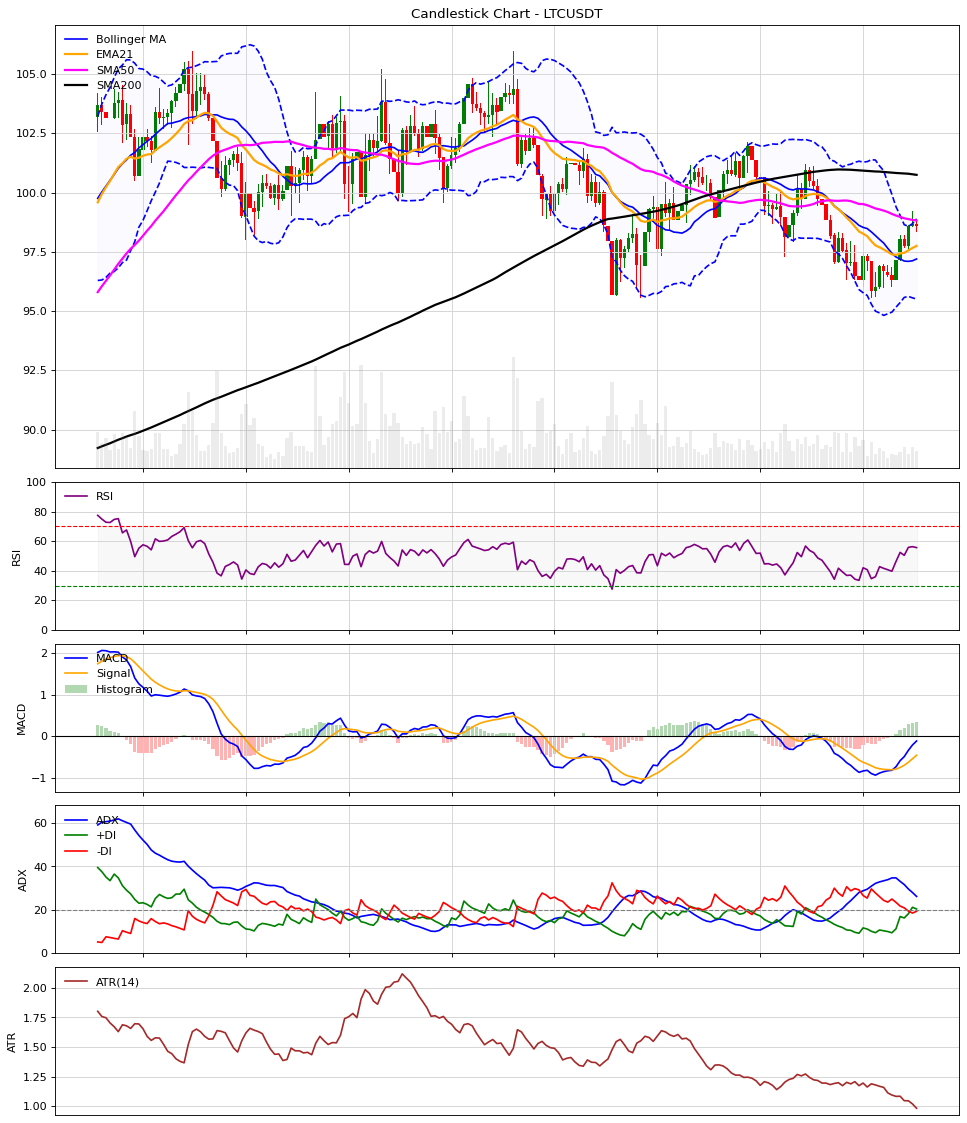 Candlestick Chart - LTCUSDT
Bollinger MA
EMA21
SMA50
SMA200
105.0
102.5
100.0
97.5
95.0
92.5
90.0
RSI
RSI
100
80
60
40
20
0
MACD
Signal
Histogram
MACD
2
1
0
−1
ADX
+DI
-DI
ADX
60
40
20
0
ATR(14)
ATR
2.00
1.75
1.50
1.25
1.00